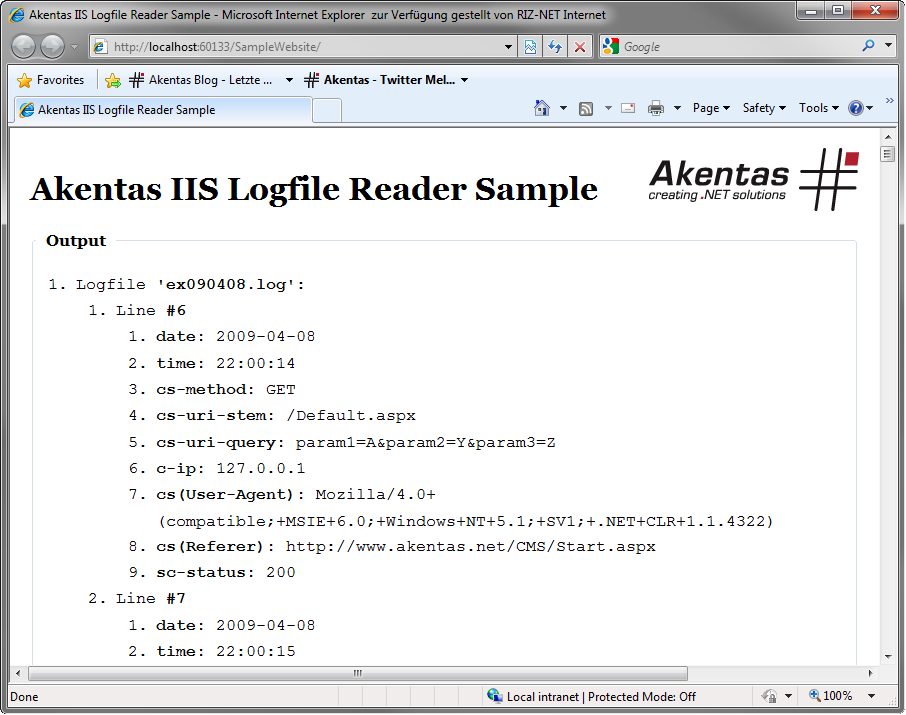 Akentas IIS Logfile Reader Sample - Microsoft Internet Explorer zur Verfügung gestellt von RIZ-NET Internet
http://localhost:60133/SampleWebsite/
Google
Favorites
Akentas Blog - Letzte ...
Akentas - Twitter Mel...
Akentas IIS Logfile Reader Sample
Page
Safety
Tools
Akentas IIS Logfile Reader Sample
Akentas
creating .NET solutions
Output
1. Logfile 'ex090408.log':
1. Line #6
1. date: 2009-04-08
2. time: 22:00:14
3. cs-method: GET
4. cs-uri-stem: /Default.aspx
5. cs-uri-query: param1=A&param2=Y&param3=Z
6. c-ip: 127.0.0.1
7. cs(User-Agent): Mozilla/4.0+
(compatible;+MSIE+6.0;+Windows+NT+5.1;+SV1;+.NET+CLR+1.1.4322)
8. cs(Referer): http://www.akentas.net/CMS/Start.aspx
9. sc-status: 200
2. Line #7
1. date: 2009-04-08
2. time: 22:00:15
Done
Local intranet | Protected Mode: Off
100%